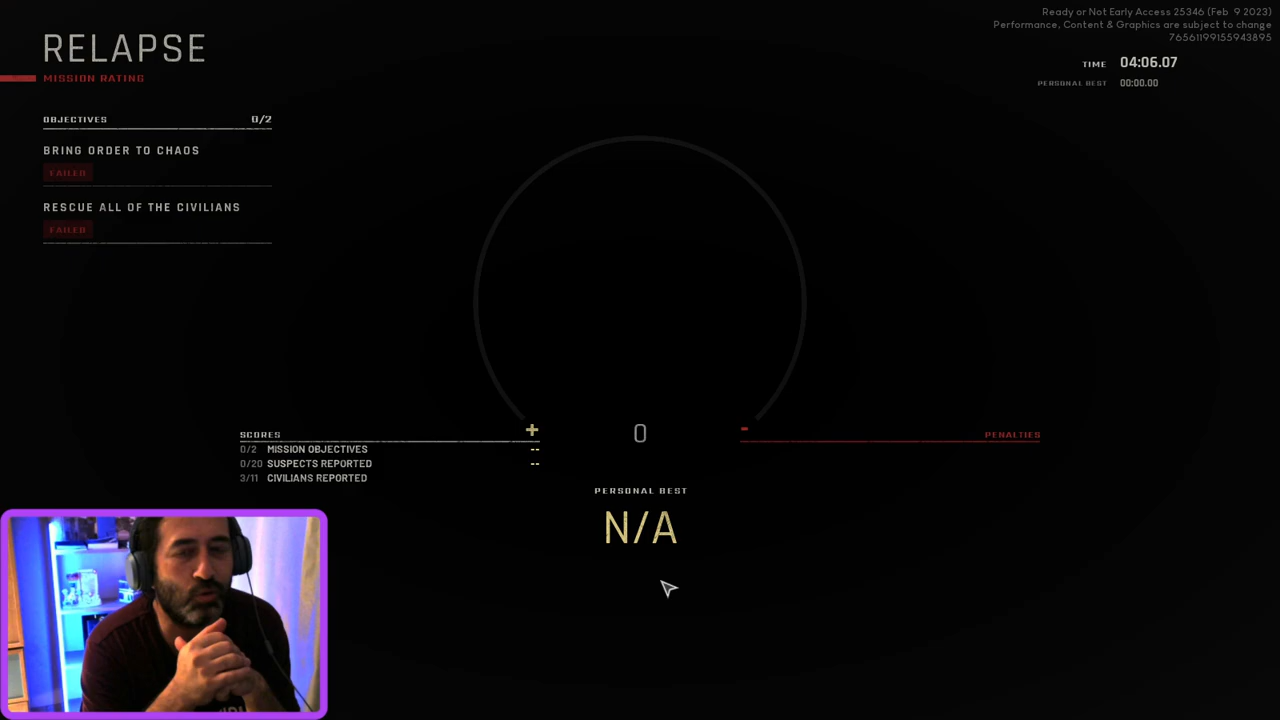 Ready or Not Early Access 25346 (Feb 9 2023)
Performance, Content & Graphics are subject to change
76561199155943895
RELAPSE
MISSION RATING
TIME 04:06.07
PERSONAL BEST 00:00.00
OBJECTIVES 0/2
BRING ORDER TO CHAOS
FAILED
RESCUE ALL OF THE CIVILIANS
FAILED
SCORES +
0
- PENALTIES
0/2 MISSION OBJECTIVES --
0/20 SUSPECTS REPORTED --
3/11 CIVILIANS REPORTED
PERSONAL BEST
N/A